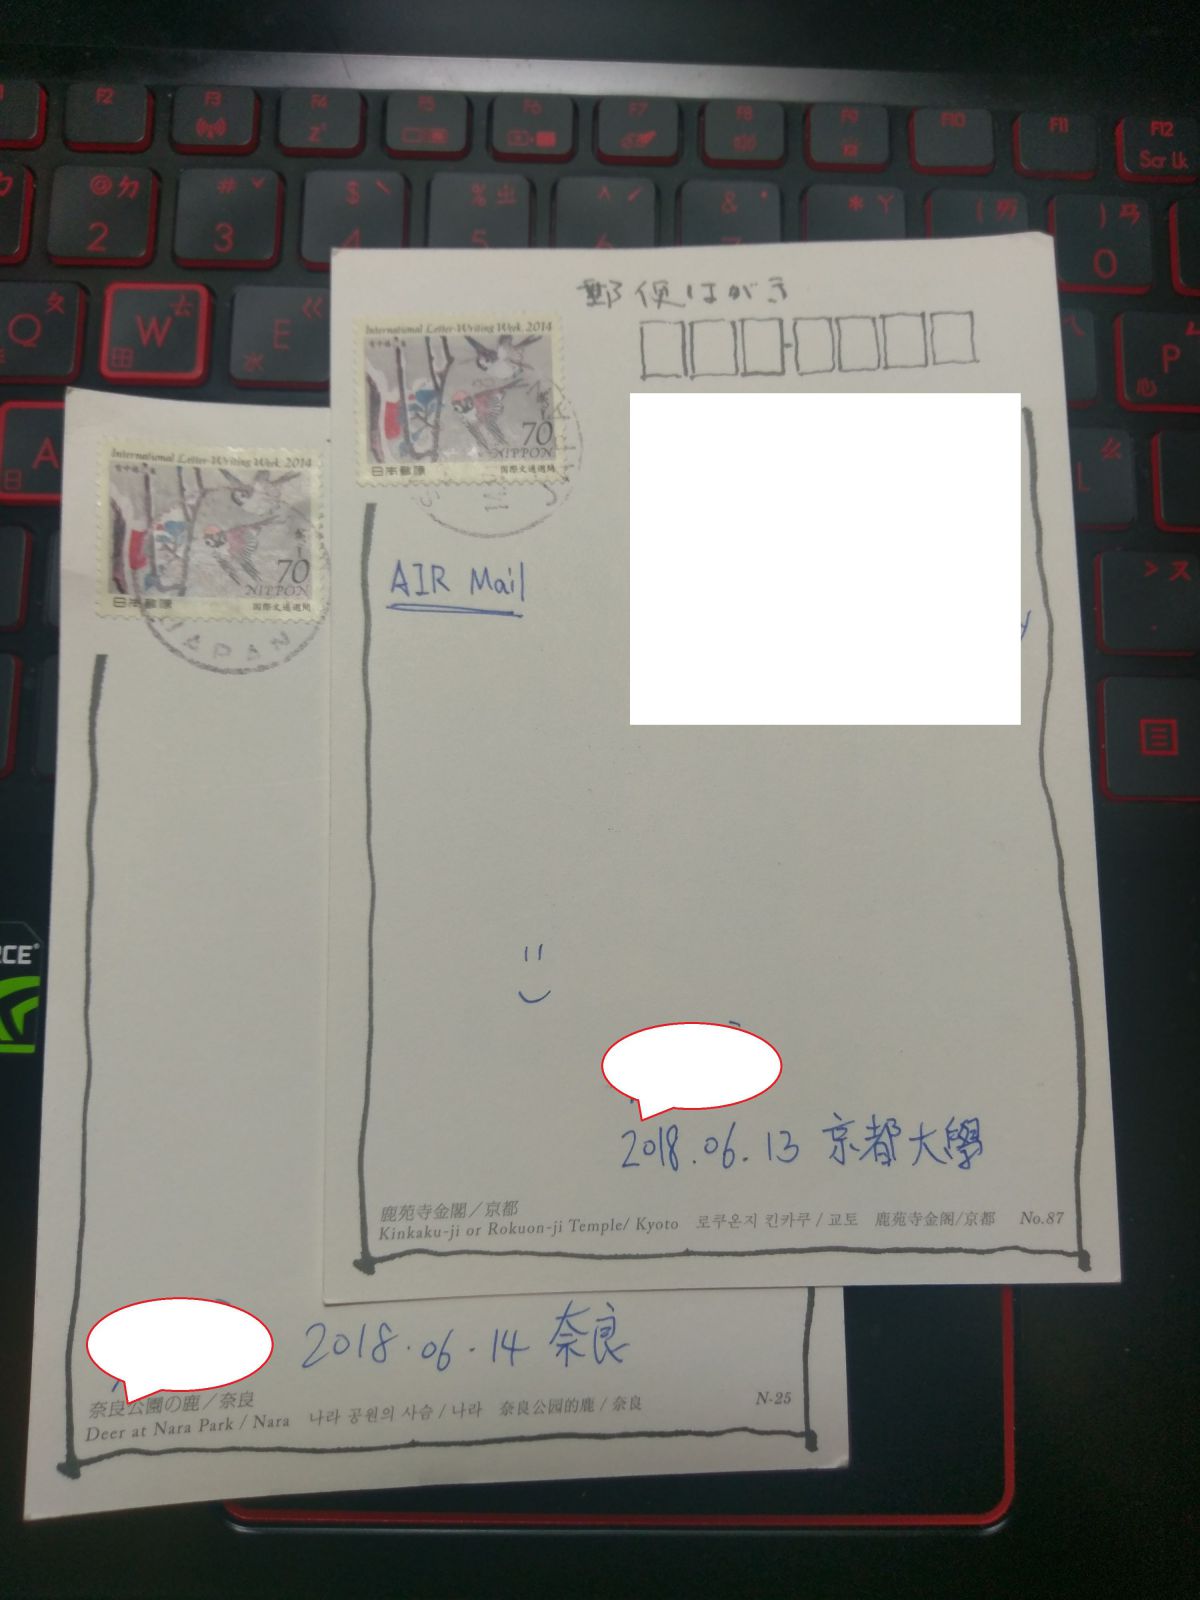 F2
F3
F4
Z
F5
F6
F7
F8
F9
F10
F11
F12
Scr Lk
@ ㄉ
2
# ˇ
3
$ ˋ
4
% ㄓ
5
^ ˊ
6
& ˙
7
* ㄚ
( ㄞ
) ㄢ
0
ㄆ
Q
ㄊ
W
田
ㄍ
E
水
P
心
A
日
L
> ㄡ
.
郵便はがき
International Letter-Writing Week 2014
70
NIPPON
日本郵便
国際文通週間
AIR Mail
2018.06.13 京都大學
鹿苑寺金閣/京都
Kinkaku-ji or Rokuon-ji Temple/ Kyoto 로쿠온지 킨카쿠 / 교토 鹿苑寺金阁/京都 No.87
International Letter-Writing Week 2014
70
NIPPON
日本郵便
国際文通週間
JAPAN
2018.06.14 奈良
奈良公園の鹿/奈良
Deer at Nara Park / Nara 나라 공원의 사슴 / 나라 奈良公园的鹿 / 奈良 N-25
RCE